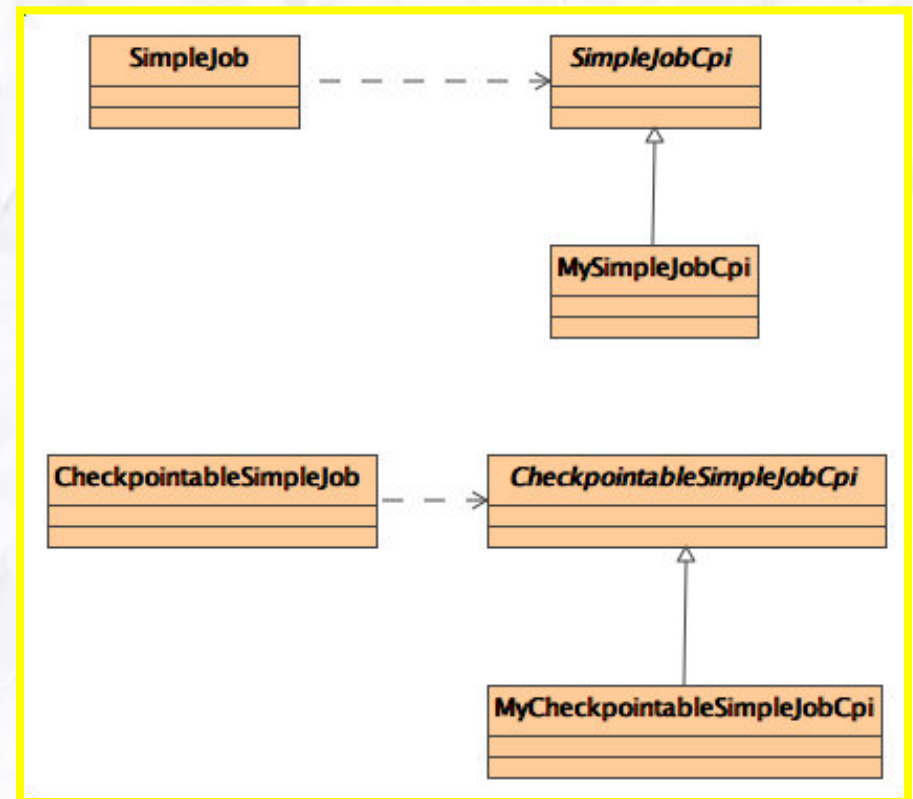 SimpleJob
SimpleJobCpi
MySimpleJobCpi
CheckpointableSimpleJob
CheckpointableSimpleJobCpi
MyCheckpointableSimpleJobCpi